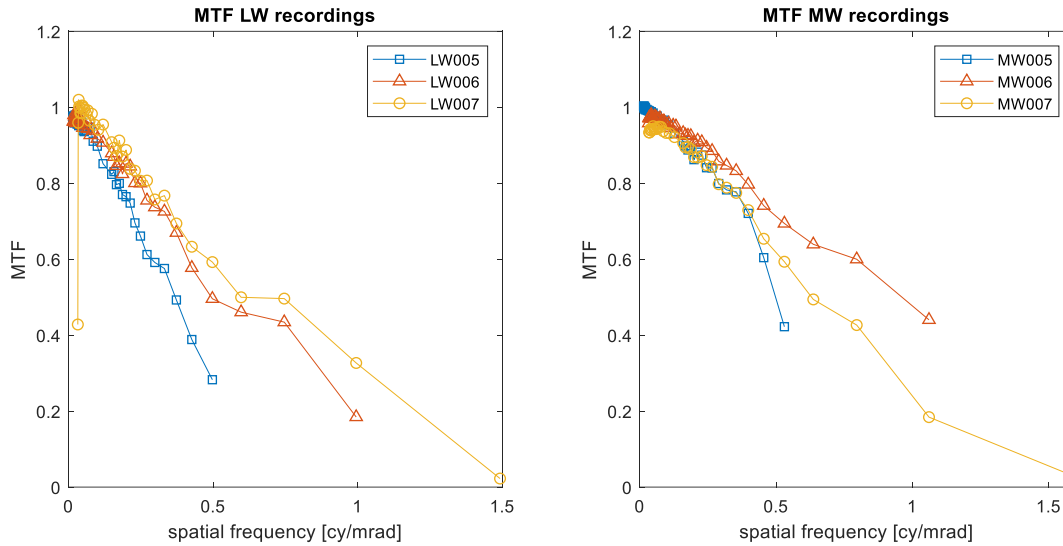 MTF LW recordings
1.2
1
0.8
0.6
0.4
0.2
0
MTF
LW005
LW006
LW007
0
0.5
1
1.5
spatial frequency [cy/mrad]
MTF MW recordings
1.2
1
0.8
0.6
0.4
0.2
0
MTF
MW005
MW006
MW007
0
0.5
1
1.5
spatial frequency [cy/mrad]